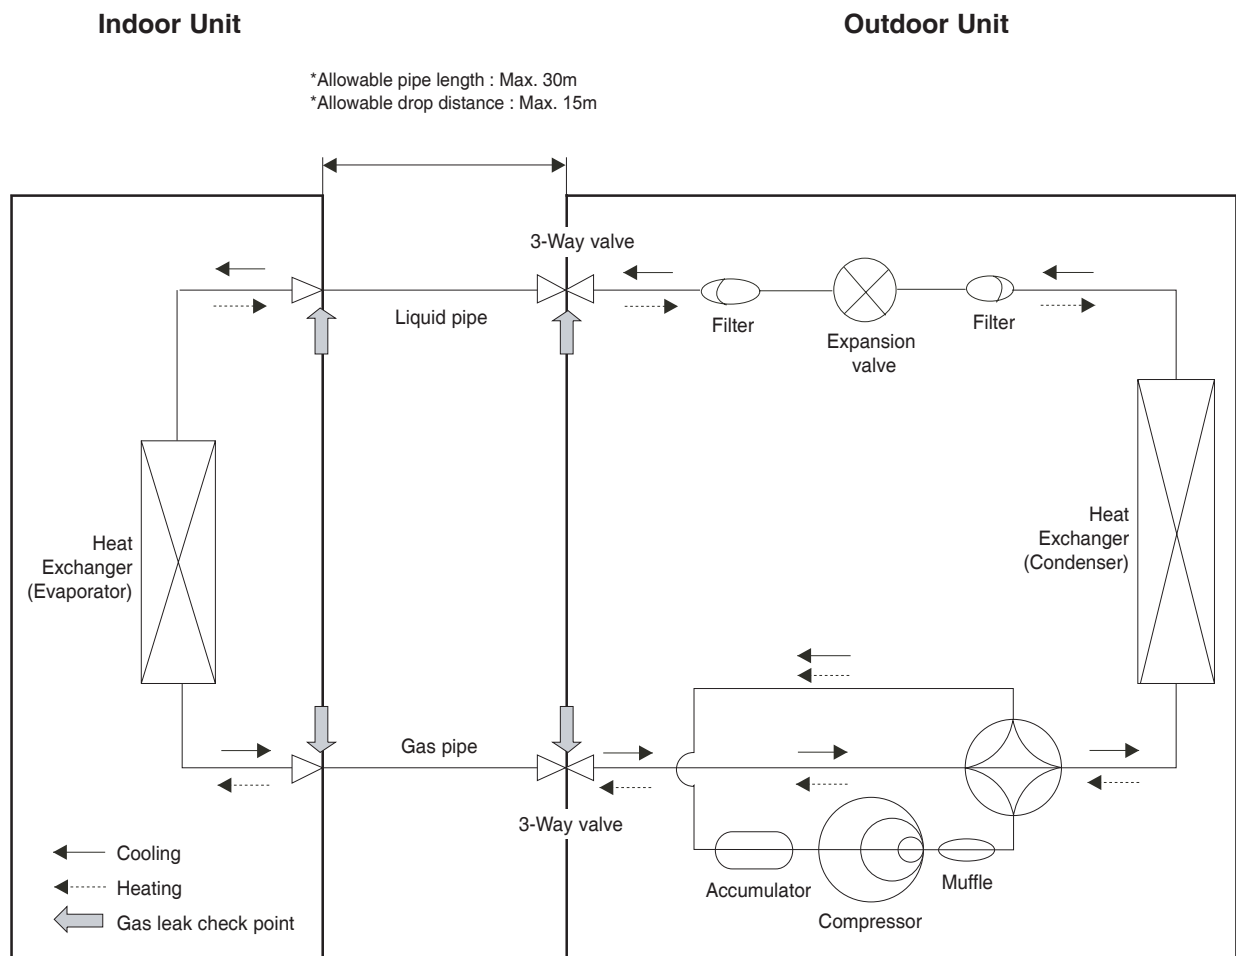 Indoor Unit
Outdoor Unit
*Allowable pipe length : Max. 30m
*Allowable drop distance : Max. 15m
3-Way valve
Liquid pipe
Filter
Expansion
valve
Filter
Heat
Exchanger
(Evaporator)
Heat
Exchanger
(Condenser)
Gas pipe
3-Way valve
Cooling
Heating
Gas leak check point
Accumulator
Compressor
Muffle